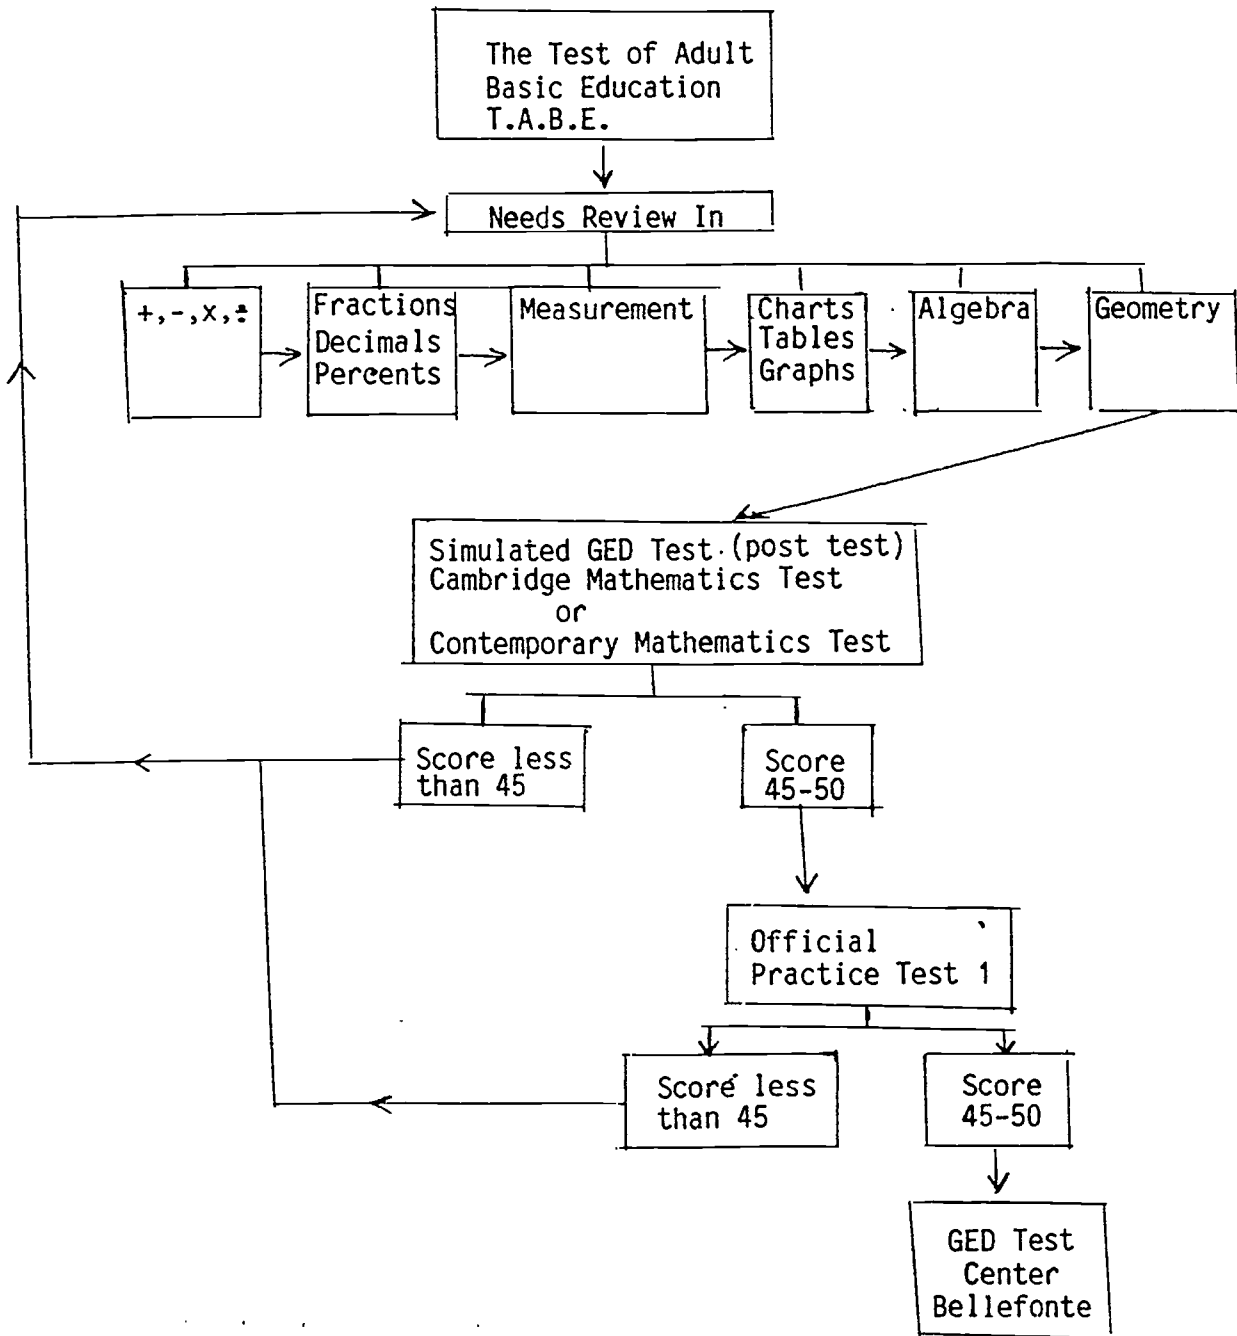 The Test of Adult
Basic Education
T.A.B.E.
Needs Review In
+,-,x,÷
Fractions
Decimals
Percents
Measurement
Charts
Tables
Graphs
Algebra
Geometry
Simulated GED Test (post test)
Cambridge Mathematics Test
or
Contemporary Mathematics Test
Score less
than 45
Score
45-50
Official
Practice Test 1
Score less
than 45
Score
45-50
GED Test
Center
Bellefonte